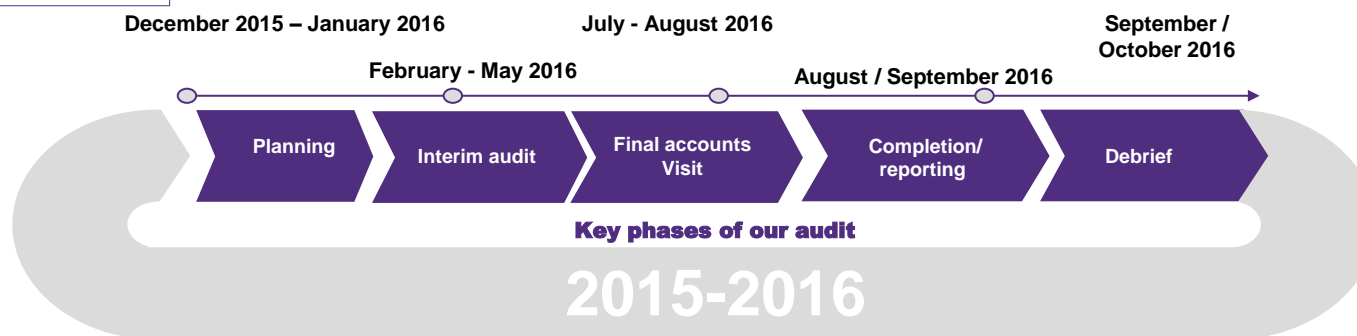 December 2015 – January 2016
July - August 2016
September /
October 2016
February - May 2016
August / September 2016
Planning
Interim audit
Final accounts
Visit
Completion/
reporting
Debrief
Key phases of our audit
2015-2016